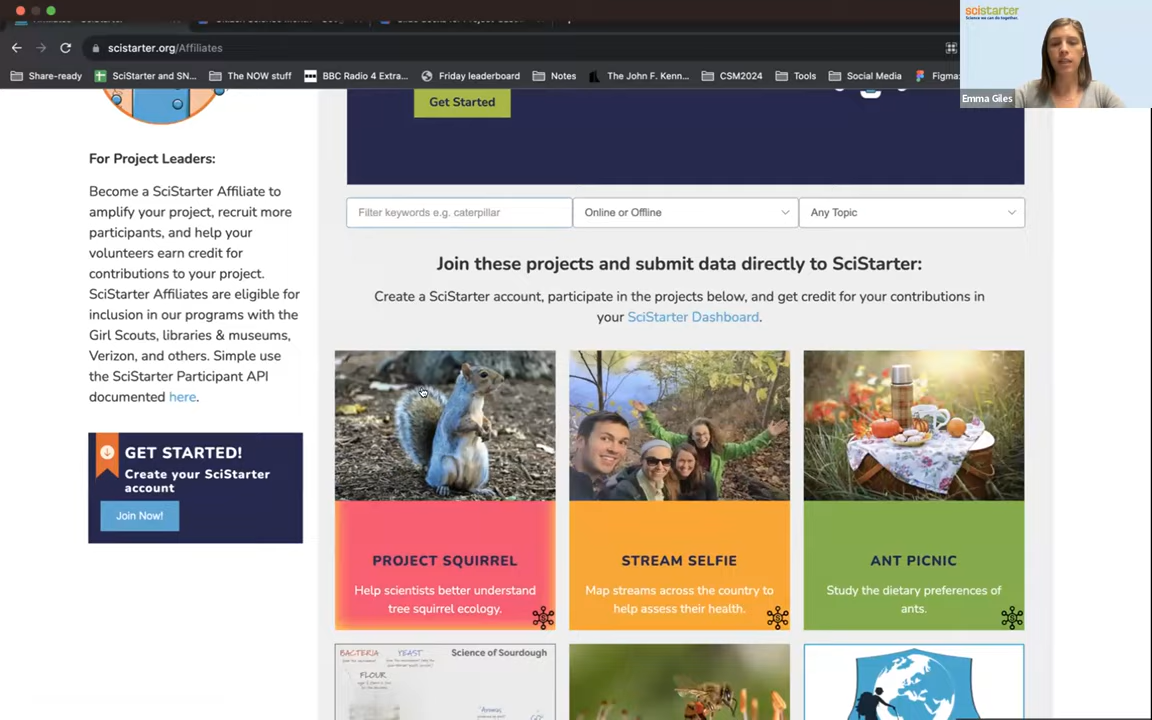 scistarter
Science we can do together.
Emma Giles
scistarter.org/Affiliates
Share-ready
SciStarter and SN...
The NOW stuff
BBC Radio 4 Extra...
Friday leaderboard
Notes
The John F. Kenn...
CSM2024
Tools
Social Media
Figma:
Get Started
For Project Leaders:
Become a SciStarter Affiliate to
amplify your project, recruit more
participants, and help your
volunteers earn credit for
contributions to your project.
SciStarter Affiliates are eligible for
inclusion in our programs with the
Girl Scouts, libraries & museums,
Verizon, and others. Simple use
the SciStarter Participant API
documented here.
GET STARTED!
Create your SciStarter
account
Join Now!
Filter keywords e.g. caterpillar
Online or Offline
Any Topic
Join these projects and submit data directly to SciStarter:
Create a SciStarter account, participate in the projects below, and get credit for your contributions in
your SciStarter Dashboard.
PROJECT SQUIRREL
Help scientists better understand
tree squirrel ecology.
STREAM SELFIE
Map streams across the country to
help assess their health.
ANT PICNIC
Study the dietary preferences of
ants.
BACTERIA
YEAST
FLOUR
Science of Sourdough